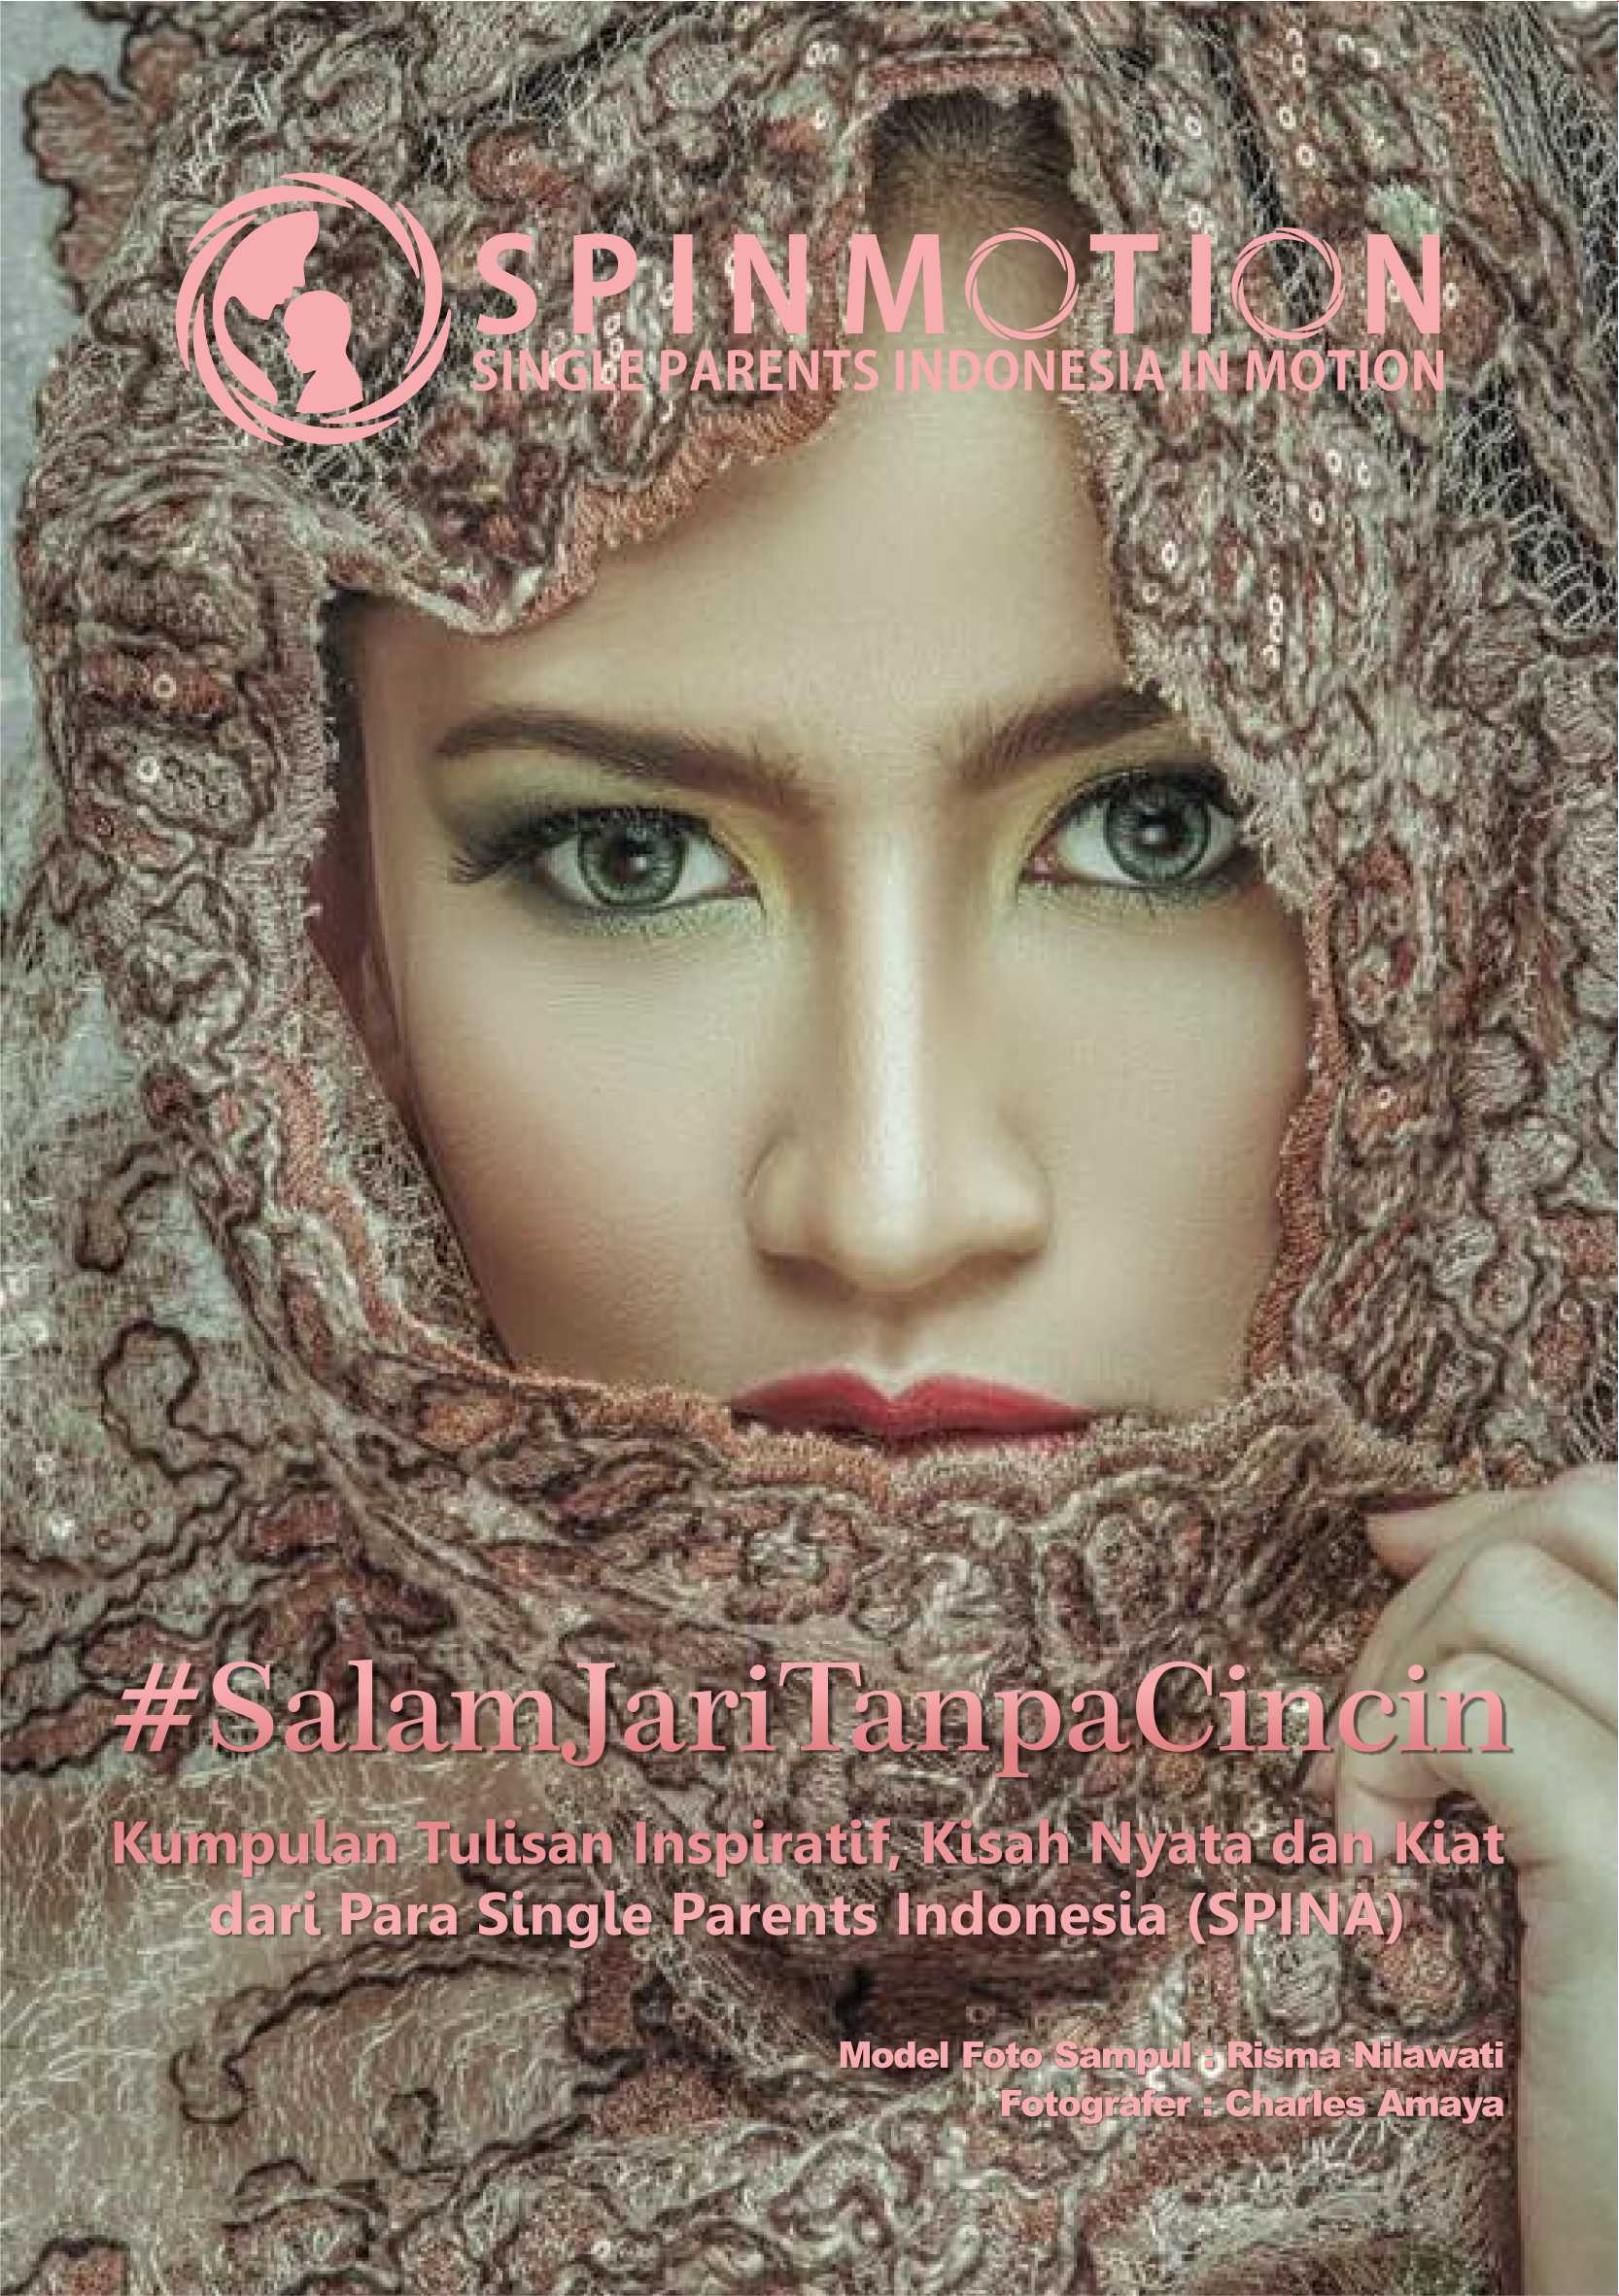 SPINMOTION
SINGLE PARENTS INDONESIA IN MOTION
#SalamJariTanpaCincin
Kumpulan Tulisan Inspiratif, Kisah Nyata dan Kiat
dari Para Single Parents Indonesia (SPINA)
Model Foto Sampul : Risma Nilawati
Fotografer : Charles Amaya